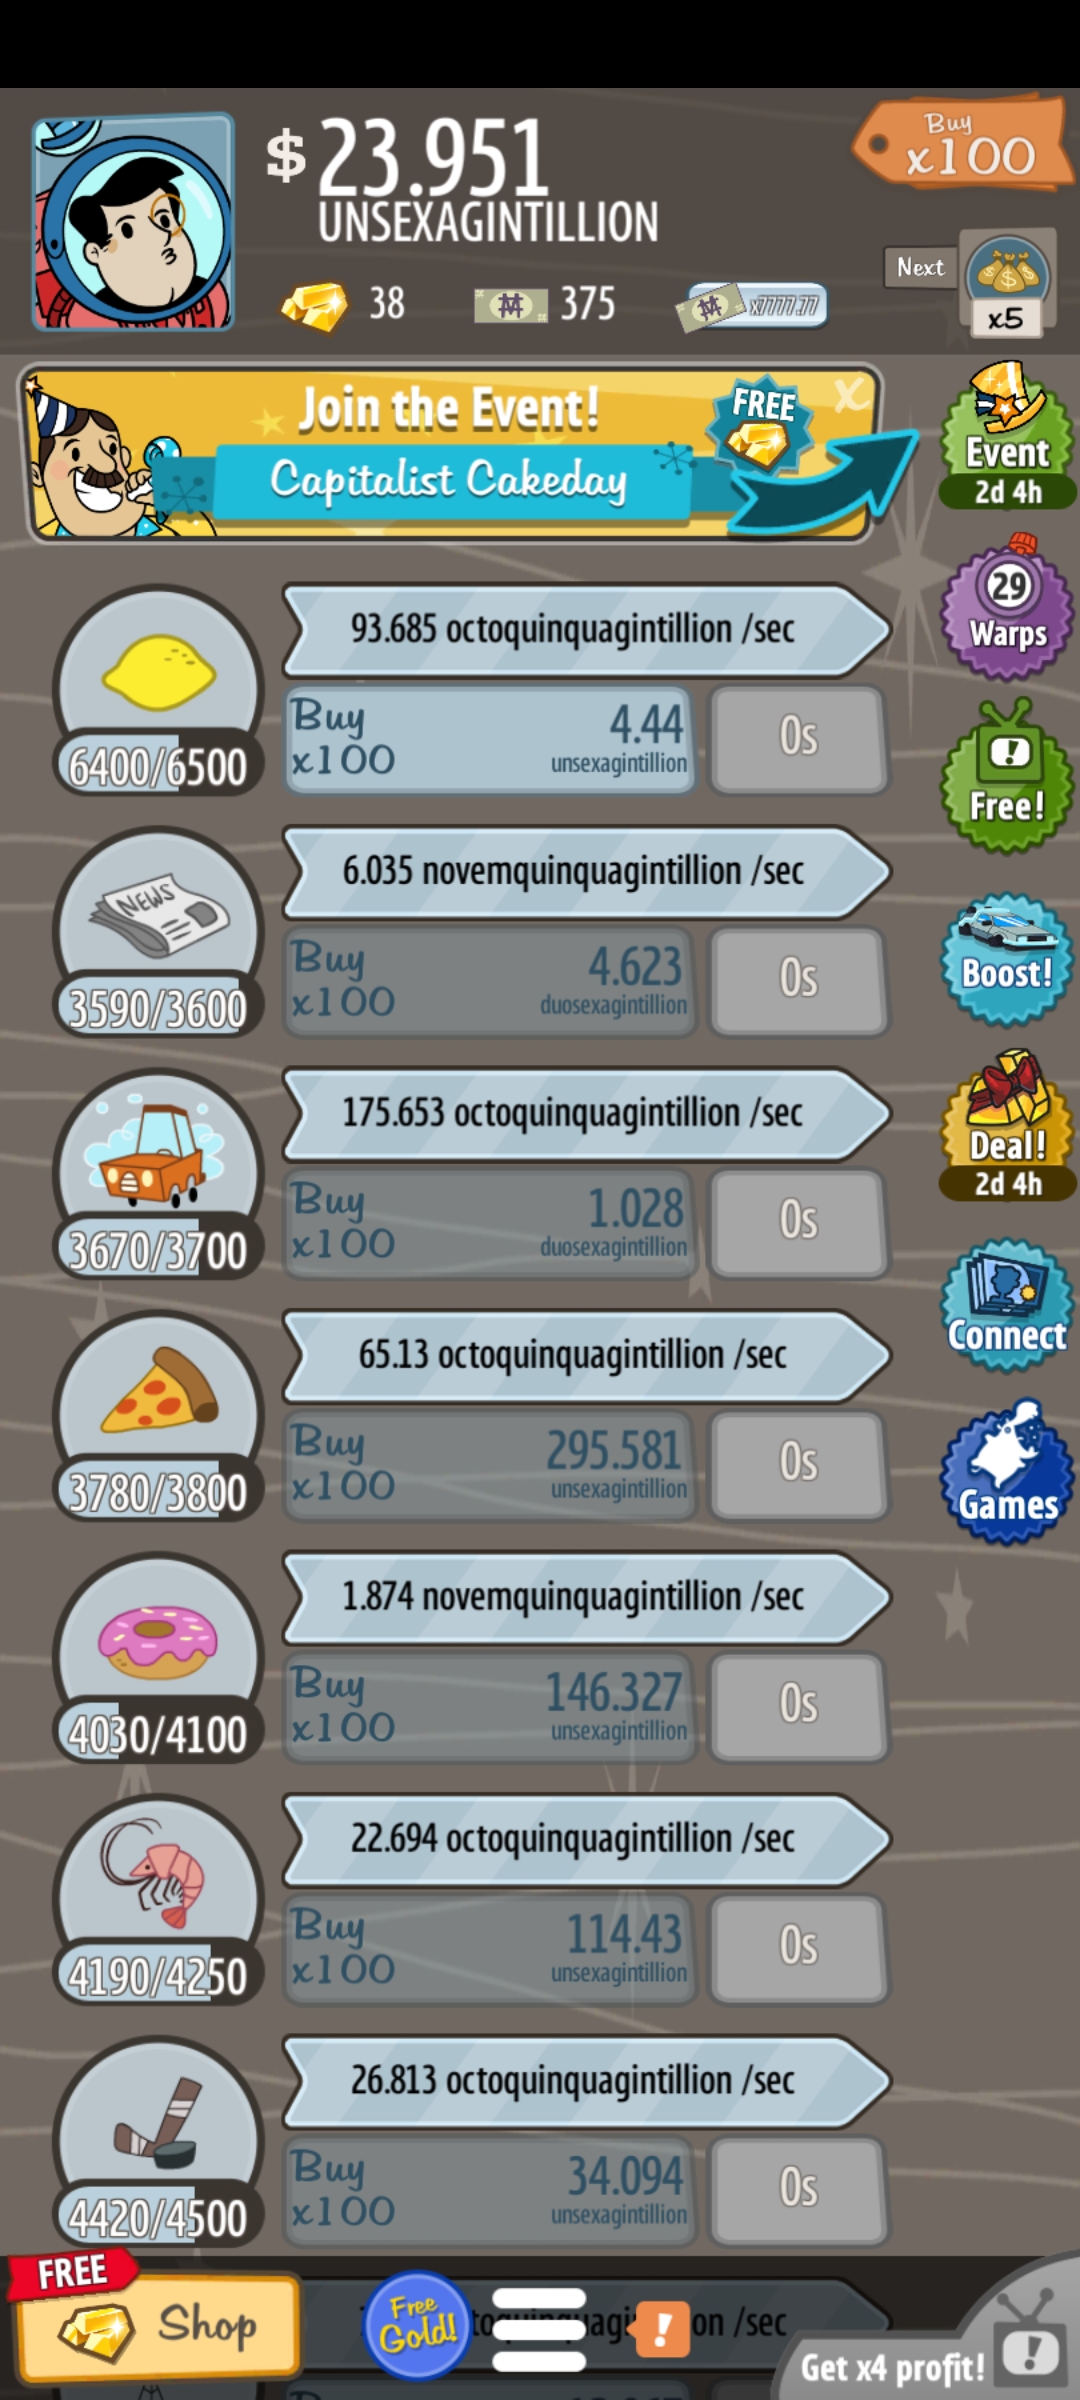 $ 23.951
UNSEXAGINTILLION
Buy
x100
38
375
x7777.77
Next
x5
Join the Event!
Capitalist Cakeday
FREE
x
Event
2d 4h
93.685 octoquinquagintillion /sec
Buy
x100
4.44
unsexagintillion
0s
6400/6500
29
Warps
Free!
6.035 novemquinquagintillion /sec
NEWS
Buy
x100
4.623
duosexagintillion
0s
3590/3600
Boost!
175.653 octoquinquagintillion /sec
Buy
x100
1.028
duosexagintillion
0s
3670/3700
Deal!
2d 4h
65.13 octoquinquagintillion /sec
Buy
x100
295.581
unsexagintillion
0s
3780/3800
Connect
Games
1.874 novemquinquagintillion /sec
Buy
x100
146.327
unsexagintillion
0s
4030/4100
22.694 octoquinquagintillion /sec
Buy
x100
114.43
unsexagintillion
0s
4190/4250
26.813 octoquinquagintillion /sec
Buy
x100
34.094
unsexagintillion
0s
4420/4500
FREE
Shop
Free
Gold!
!
on /sec
Get x4 profit!